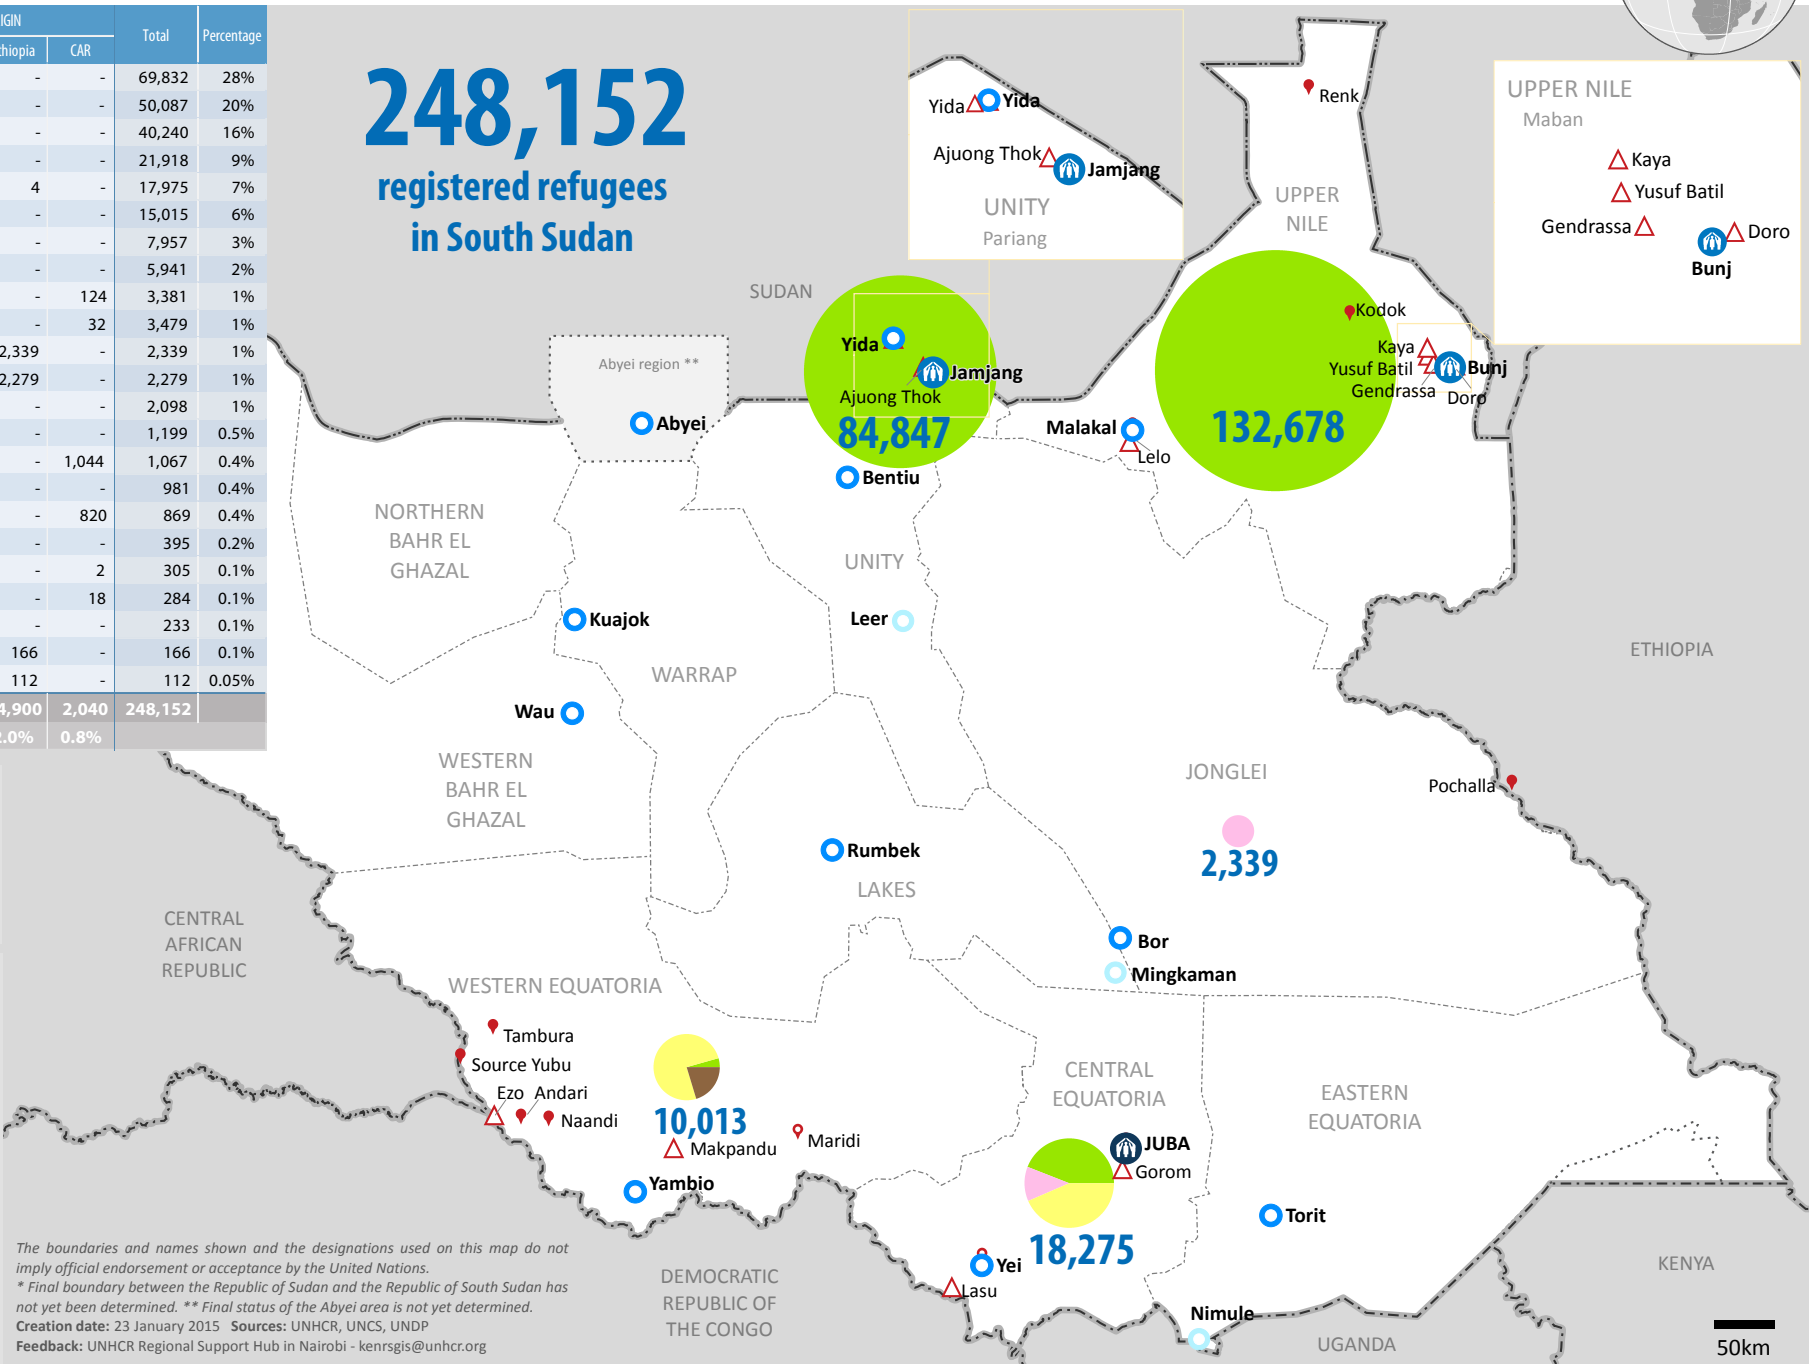 IGIN
Total
Percentage
CAR
- - 69,832 28%
- - 50,087 20%
- - 40,240 16%
- - 21,918 9%
4 - 17,975 7%
- - 15,015 6%
- - 7,957 3%
- - 5,941 2%
- 124 3,381 1%
- 32 3,479 1%
2,339 - 2,339 1%
2,279 - 2,279 1%
- - 2,098 1%
- - 1,199 0.5%
- 1,044 1,067 0.4%
- - 981 0.4%
- 820 869 0.4%
- - 395 0.2%
- 2 305 0.1%
- 18 284 0.1%
- - 233 0.1%
166 - 166 0.1%
112 - 112 0.05%
4,900 2,040 248,152
2.0% 0.8%
248,152
registered refugees
in South Sudan
Yida
Yida
Ajuong Thok
Jamjang
UNITY
Pariang
Renk
UPPER
NILE
UPPER NILE
Maban
Kaya
Yusuf Batil
Gendrassa
Doro
Bunj
SUDAN
Abyei region **
Abyei
Yida
Jamjang
Ajuong Thok
84,847
Bentiu
Kodok
Kaya
Yusuf Batil
Bunj
Gendrassa
Doro
132,678
Malakal
Lelo
NORTHERN
BAHR EL
GHAZAL
UNITY
Kuajok
Leer
WARRAP
ETHIOPIA
Wau
WESTERN
BAHR EL
GHAZAL
JONGLEI
Pochalla
2,339
Rumbek
LAKES
CENTRAL
AFRICAN
REPUBLIC
Bor
Mingkaman
WESTERN EQUATORIA
Tambura
Source Yubu
Ezo
Andari
Naandi
10,013
Makpandu
Maridi
Yambio
CENTRAL
EQUATORIA
JUBA
Gorom
EASTERN
EQUATORIA
Torit
18,275
Yei
Lasu
Nimule
KENYA
UGANDA
DEMOCRATIC
REPUBLIC OF
THE CONGO
50km
The boundaries and names shown and the designations used on this map do not
imply official endorsement or acceptance by the United Nations.
* Final boundary between the Republic of Sudan and the Republic of South Sudan has
not yet been determined. ** Final status of the Abyei area is not yet determined.
Creation date: 23 January 2015 Sources: UNHCR, UNCS, UNDP
Feedback: UNHCR Regional Support Hub in Nairobi - kenrsgis@unhcr.org